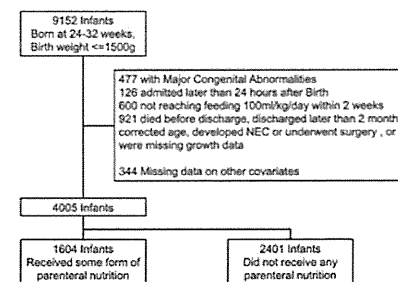 9152 Infants
Born at 24-32 weeks,
Birth weight <=1500g
477 with Major Congenital Abnormalities
126 admitted later than 24 hours after Birth
600 not reaching feeding 100ml/kg/day within 2 weeks
921 died before discharge, discharged later than 2 month
corrected age, developed NEC or underwent surgery , or
were missing growth data
344 Missing data on other covariates
4005 Infants
1604 Infants
Received some form of
parenteral nutrition
2401 Infants
Did not receive any
parenteral nutrition